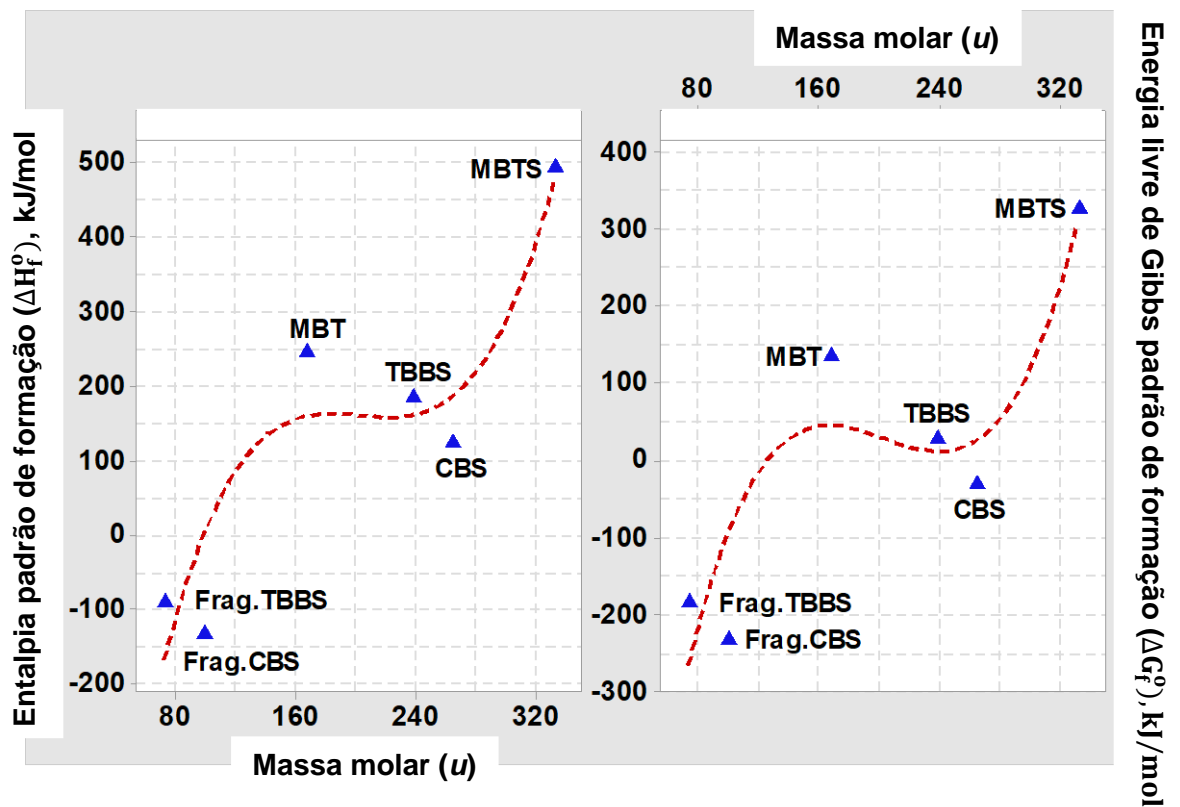 Massa molar (u)
80 160 240 320
Entalpia padrão de formação (ΔH_f^o), kJ/mol
500
400
300
200
100
0
-100
-200
MBTS
MBT
TBBS
CBS
Frag.TBBS
Frag.CBS
80 160 240 320
Massa molar (u)
400
300
200
100
0
-100
-200
-300
MBTS
MBT
TBBS
CBS
Frag.TBBS
Frag.CBS
Energia livre de Gibbs padrão de formação (ΔG_f^o), kJ/mol